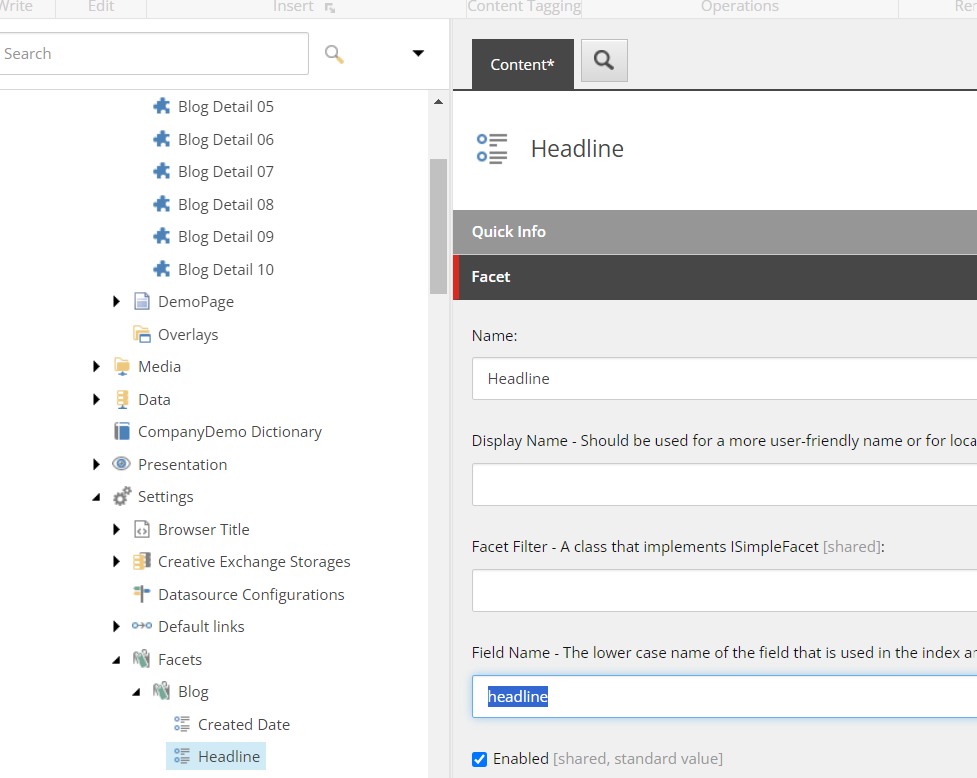 Write Edit Insert Content Tagging Operations
Search
Content*
Blog Detail 05
Blog Detail 06
Blog Detail 07
Blog Detail 08
Blog Detail 09
Blog Detail 10
DemoPage
Overlays
Media
Data
CompanyDemo Dictionary
Presentation
Settings
Browser Title
Creative Exchange Storages
Datasource Configurations
Default links
Facets
Blog
Created Date
Headline
Headline
Quick Info
Facet
Name:
Headline
Display Name - Should be used for a more user-friendly name or for loca
Facet Filter - A class that implements ISimpleFacet [shared]:
Field Name - The lower case name of the field that is used in the index
headline
Enabled [shared, standard value]